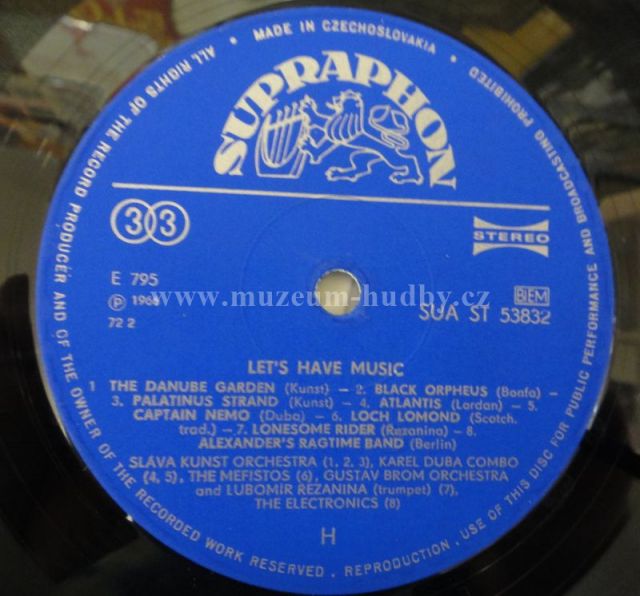 MADE IN CZECHOSLOVAKIA • ALL RIGHTS OF THE RECORD PRODUCER AND OF THE OWNER OF THE RECORDED WORK RESERVED . REPRODUCTION , USE OF THIS DISC FOR PUBLIC PERFORMANCE AND BROADCASTING PROHIBITED
SUPRAPHON
33
STEREO
E 795
BIEM
Ⓟ
www.muzeum-hudby.cz
SUA ST 53832
72 2
LET'S HAVE MUSIC
1 THE DANUBE GARDEN (Kunst) – 2. BLACK ORPHEUS (Bonfa) –
3. PALATINUS STRAND (Kunst) – 4. ATLANTIS (Lordan) – 5.
CAPTAIN NEMO (Duba) – 6. LOCH LOMOND (Scotch.
trad.) – 7. LONESOME RIDER (Řezanina) – 8.
ALEXANDER'S RAGTIME BAND (Berlin)
SLÁVA KUNST ORCHESTRA (1, 2, 3), KAREL DUBA COMBO
(4, 5), THE MEFISTOS (6), GUSTAV BROM ORCHESTRA
and LUBOMÍR ŘEZANINA (trumpet) (7),
THE ELECTRONICS (8)
H